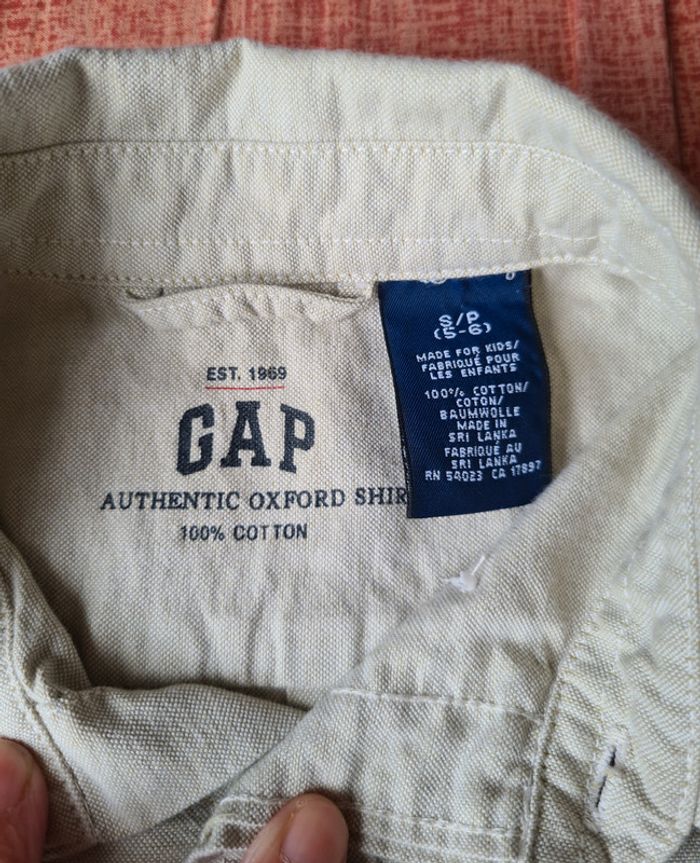 EST. 1969
GAP
AUTHENTIC OXFORD SHIR
100% COTTON
S/P
(5-6)
MADE FOR KIDS/
FABRIQUÉ POUR
LES ENFANTS
100% COTTON/
COTON/
BAUMWOLLE
MADE IN
SRI LANKA
FABRIQUÉ AU
SRI LANKA
RN 54023 CA 17897